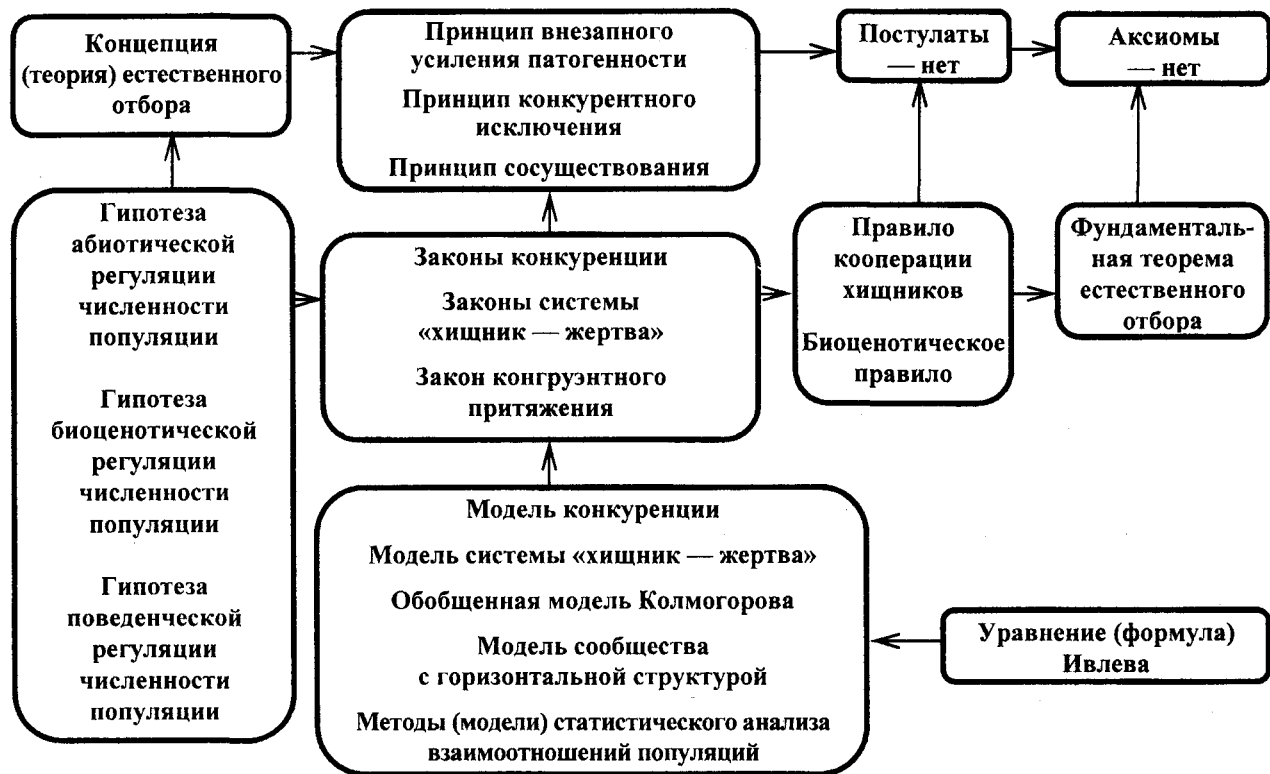 Концепция
(теория) естественного
отбора
Принцип внезапного
усиления патогенности
Принцип конкурентного
исключения
Принцип сосуществования
Постулаты
— нет
Аксиомы
— нет
Гипотеза
абиотической
регуляции
численности
популяции
Гипотеза
биоценотической
регуляции
численности
популяции
Гипотеза
поведенческой
регуляции
численности
популяции
Законы конкуренции
Законы системы
«хищник — жертва»
Закон конгруэнтного
притяжения
Правило
кооперации
хищников
Биоценотическое
правило
Фундаменталь-
ная теорема
естественного
отбора
Модель конкуренции
Модель системы «хищник — жертва»
Обобщенная модель Колмогорова
Модель сообщества
с горизонтальной структурой
Методы (модели) статистического анализа
взаимоотношений популяций
Уравнение (формула)
Ивлева